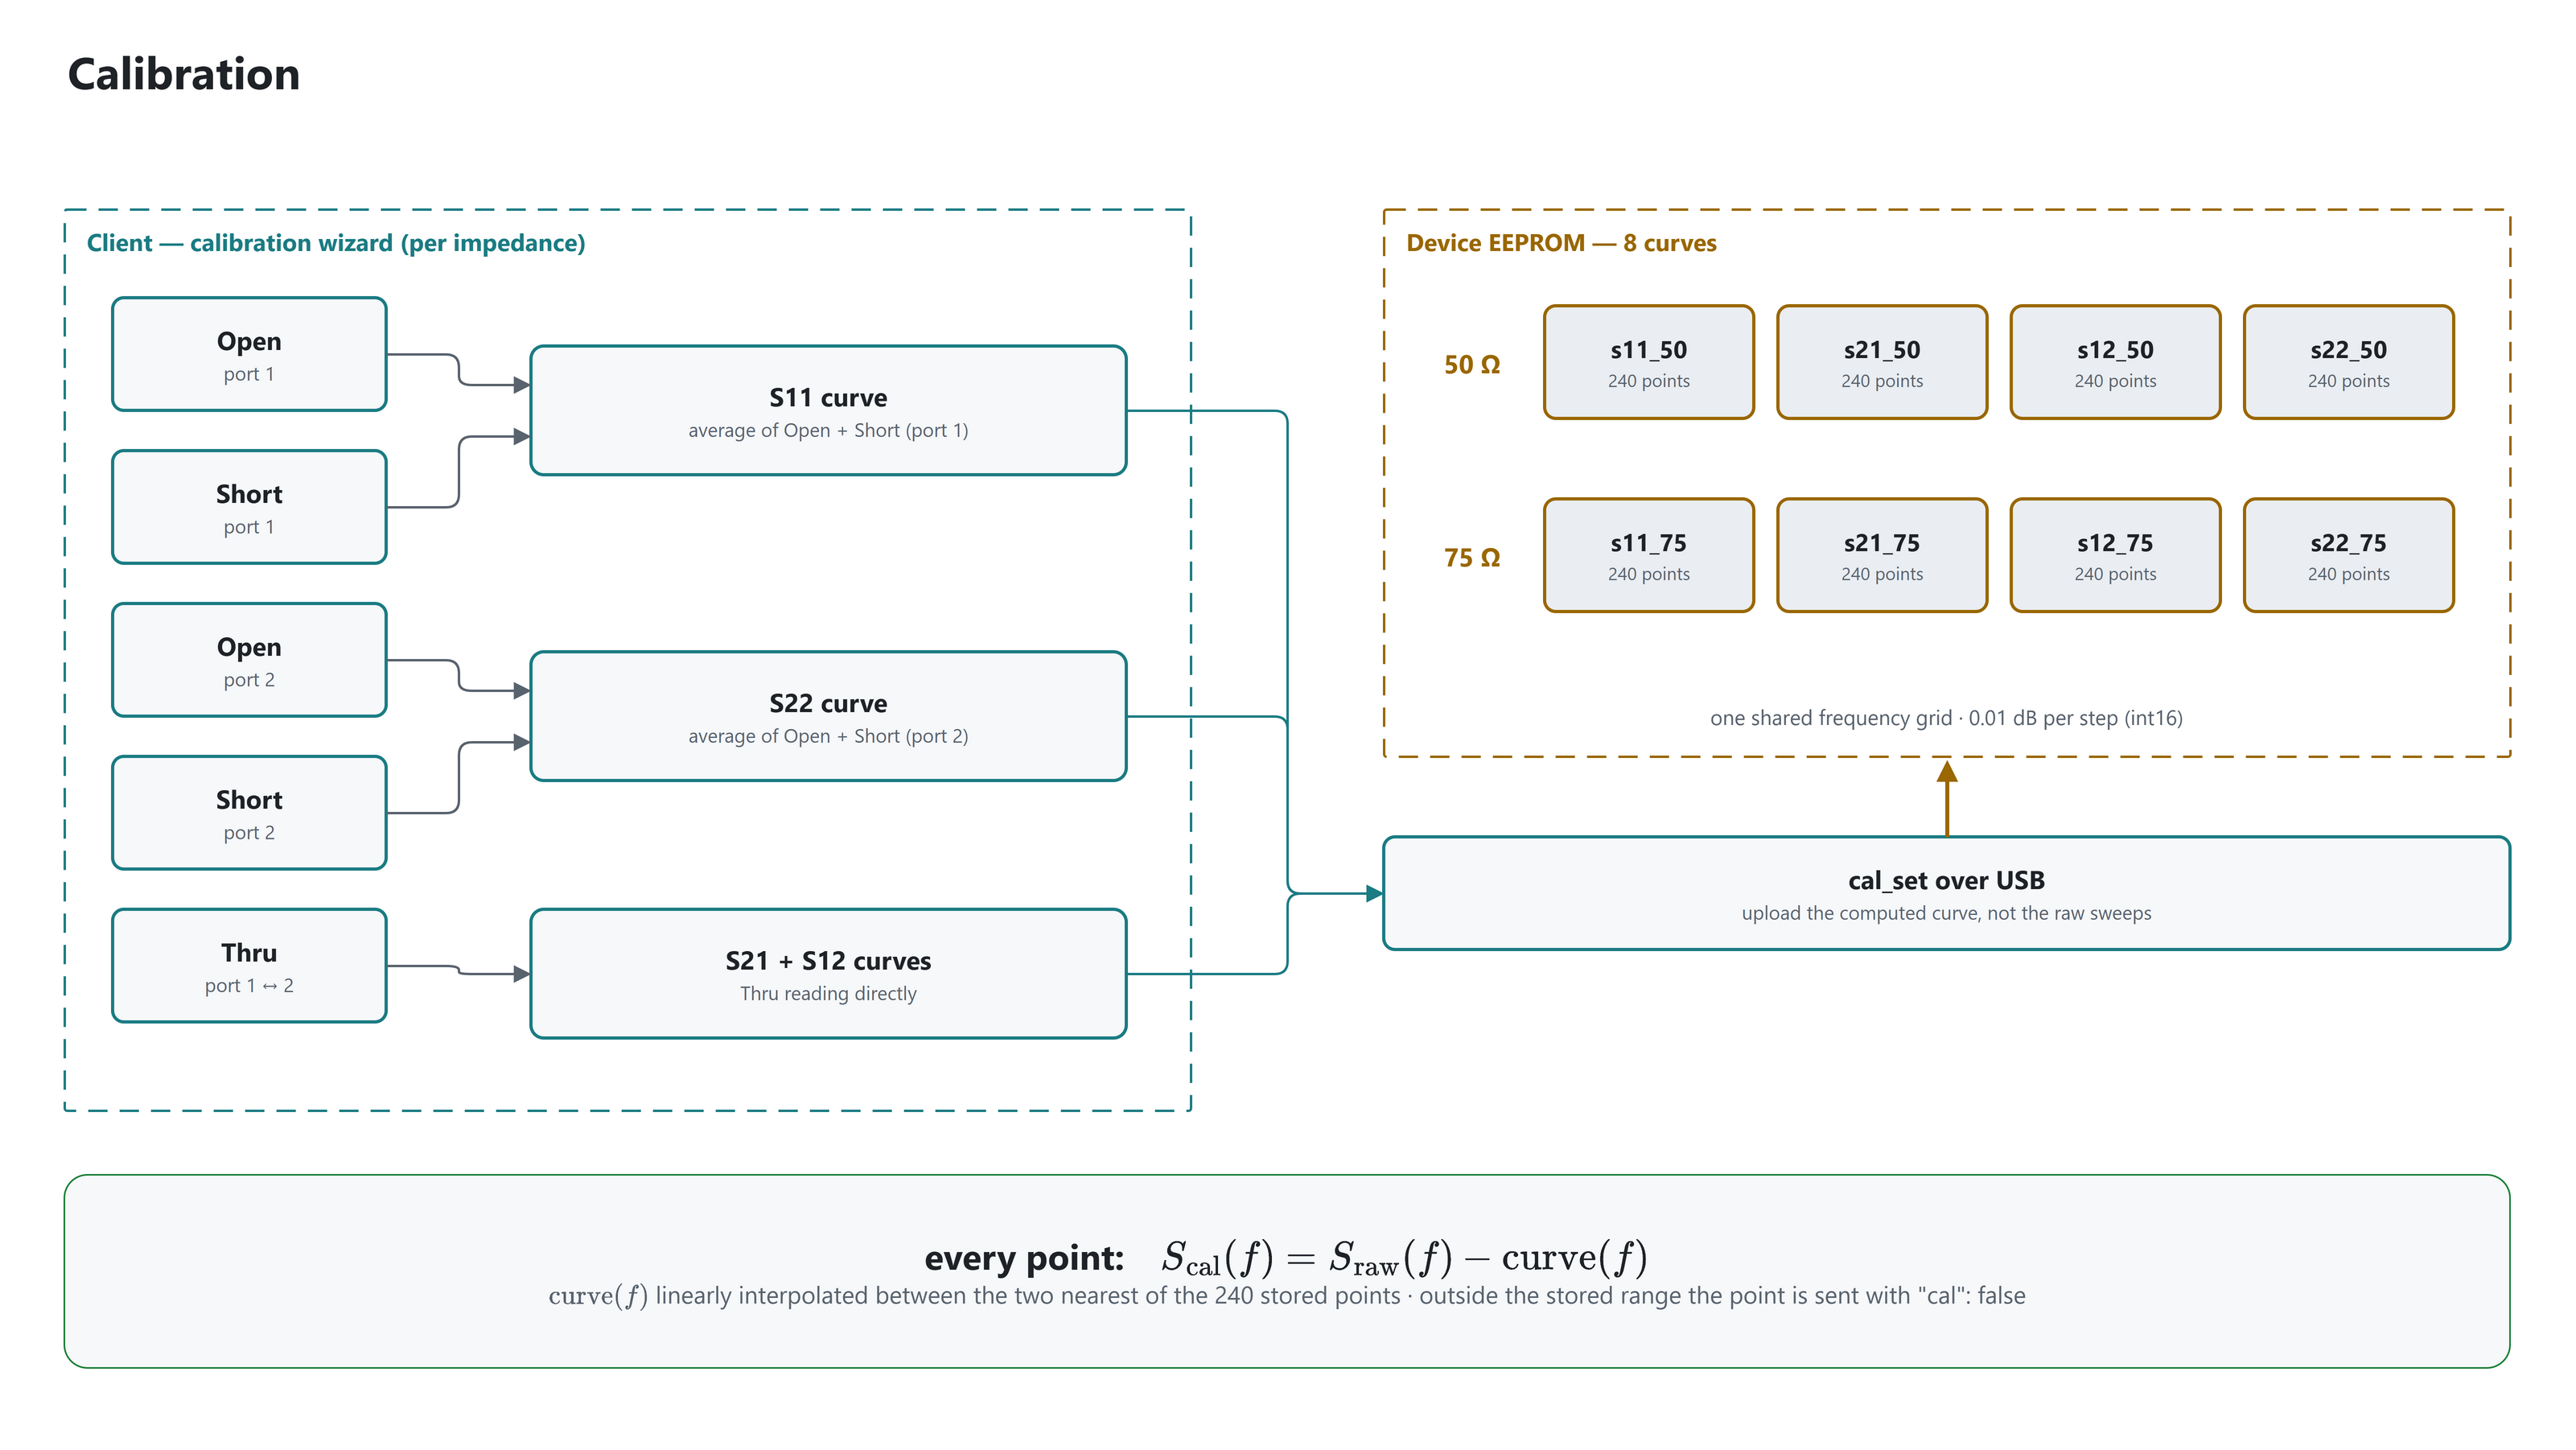 Calibration
Client — calibration wizard (per impedance)
Open
port 1
Short
port 1
Open
port 2
Short
port 2
Thru
port 1 ↔ 2
S11 curve
average of Open + Short (port 1)
S22 curve
average of Open + Short (port 2)
S21 + S12 curves
Thru reading directly
Device EEPROM — 8 curves
50 Ω
s11_50
240 points
s21_50
240 points
s12_50
240 points
s22_50
240 points
75 Ω
s11_75
240 points
s21_75
240 points
s12_75
240 points
s22_75
240 points
one shared frequency grid · 0.01 dB per step (int16)
cal_set over USB
upload the computed curve, not the raw sweeps
every point: S_cal(f) = S_raw(f) − curve(f)
curve(f) linearly interpolated between the two nearest of the 240 stored points · outside the stored range the point is sent with "cal": false